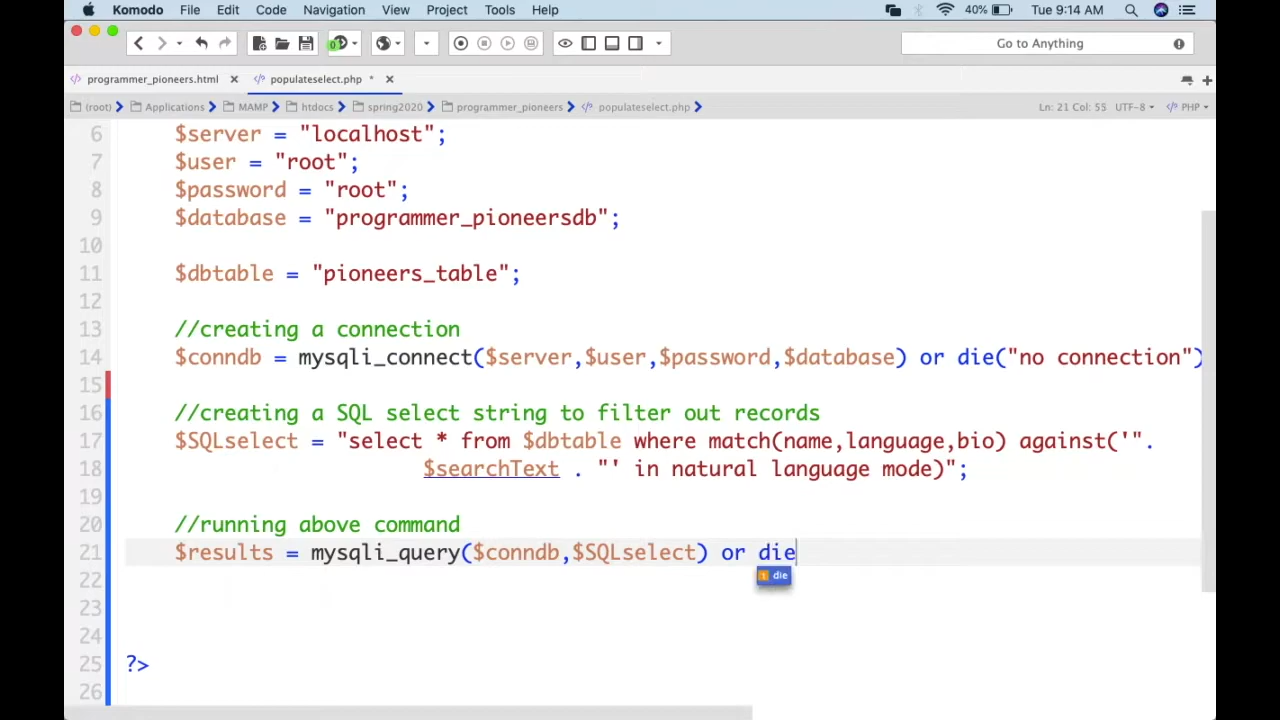 Komodo File Edit Code Navigation View Project Tools Help 40% Tue 9:14 AM
0 Go to Anything
programmer_pioneers.html populateselect.php *
(root) Applications MAMP htdocs spring2020 programmer_pioneers populateselect.php Ln: 21 Col: 55 UTF-8 PHP
6 $server = "localhost";
7 $user = "root";
8 $password = "root";
9 $database = "programmer_pioneersdb";
10
11 $dbtable = "pioneers_table";
12
13 //creating a connection
14 $conndb = mysqli_connect($server,$user,$password,$database) or die("no connection")
15
16 //creating a SQL select string to filter out records
17 $SQLselect = "select * from $dbtable where match(name,language,bio) against('".
18 $searchText . "' in natural language mode)";
19
20 //running above command
21 $results = mysqli_query($conndb,$SQLselect) or die
22 die
23
24
25 ?>
26